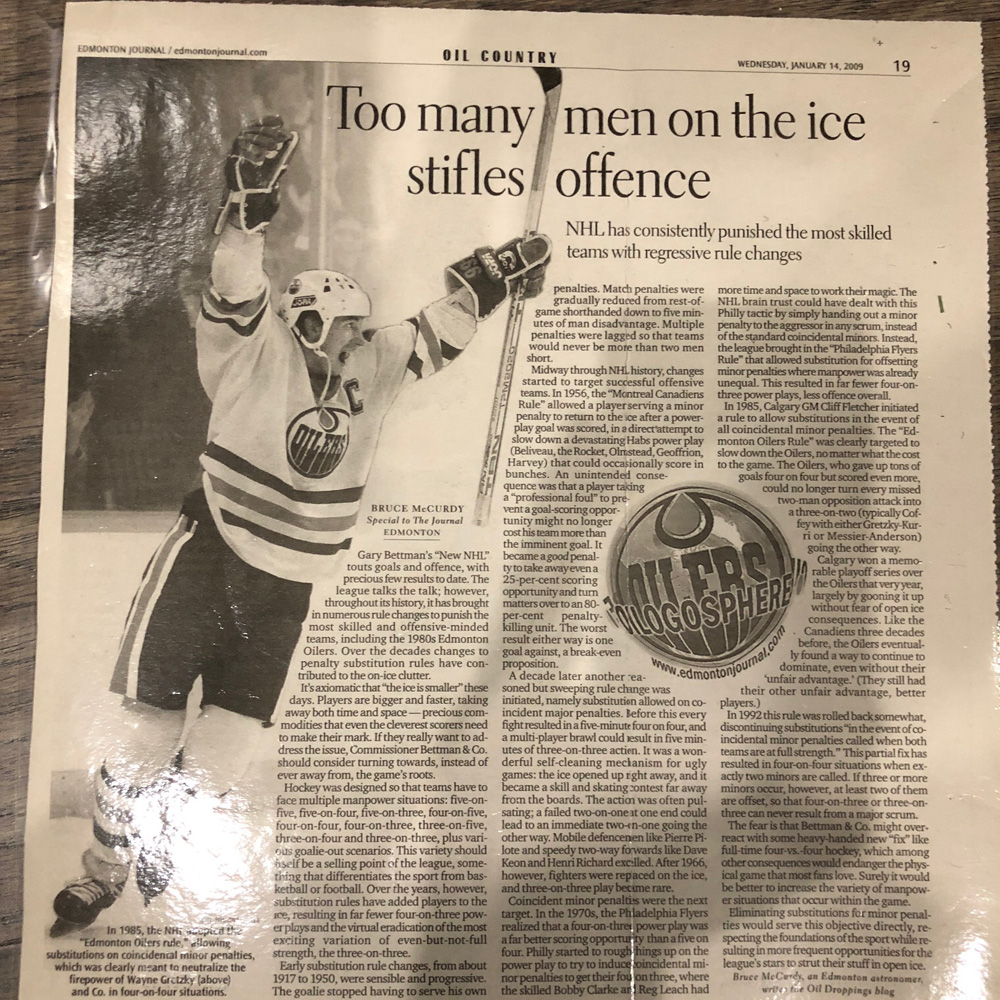 EDMONTON JOURNAL / edmontonjournal.com
OIL COUNTRY
WEDNESDAY, JANUARY 14, 2009
19
Too many men on the ice
stifles offence
NHL has consistently punished the most skilled
teams with regressive rule changes
JOFA
C
OILERS
BRUCE McCURDY
Special to The Journal
EDMONTON
Gary Bettman's "New NHL"
touts goals and offence, with
precious few results to date. The
league talks the talk; however,
throughout its history, it has brought
in numerous rule changes to punish the
most skilled and offensive-minded
teams, including the 1980s Edmonton
Oilers. Over the decades changes to
penalty substitution rules have con-
tributed to the on-ice clutter.
It's axiomatic that "the ice is smaller" these
days. Players are bigger and faster, taking
away both time and space — precious com-
modities that even the cleverest scorers need
to make their mark. If they really want to ad-
dress the issue, Commissioner Bettman & Co.
should consider turning towards, instead of
ever away from, the game's roots.
Hockey was designed so that teams have to
face multiple manpower situations: five-on-
five, five-on-four, five-on-three, four-on-five,
four-on-four, four-on-three, three-on-five,
three-on-four and three-on-three, plus vari-
ous goalie-out scenarios. This variety should
itself be a selling point of the league, some-
thing that differentiates the sport from bas-
ketball or football. Over the years, however,
substitution rules have added players to the
ice, resulting in far fewer four-on-three pow-
er plays and the virtual eradication of the most
exciting variation of even-but-not-full
strength, the three-on-three.
Early substitution rule changes, from about
1917 to 1950, were sensible and progressive.
The goalie stopped having to serve his own
penalties. Match penalties were
gradually reduced from rest-of-
game shorthanded down to five min-
utes of man disadvantage. Multiple
penalties were lagged so that teams
would never be more than two men
short.
Midway through NHL history, changes
started to target successful offensive
teams. In 1956, the "Montreal Canadiens
Rule" allowed a player serving a minor
penalty to return to the ice after a power-
play goal was scored, in a direct attempt to
slow down a devastating Habs power play
(Beliveau, the Rocket, Olmstead, Geoffrion,
Harvey) that could occasionally score in
bunches. An unintended conse-
quence was that a player taking
a "professional foul" to pre-
vent a goal-scoring oppor-
tunity might no longer
cost his team more than
the imminent goal. It
became a good penal-
ty to take away even a
25-per-cent scoring
opportunity and turn
matters over to an 80-
per-cent penalty-
killing unit. The worst
result either way is one
goal against, a break-even
proposition.
A decade later another rea-
soned but sweeping rule change was
initiated, namely substitution allowed on co-
incident major penalties. Before this every
fight resulted in a five-minute four on four, and
a multi-player brawl could result in five min-
utes of three-on-three action. It was a won-
derful self-cleaning mechanism for ugly
games: the ice opened up right away, and it
became a skill and skating contest far away
from the boards. The action was often pul-
sating; a failed two-on-one at one end could
lead to an immediate two-on-one going the
other way. Mobile defencemen like Pierre Pi-
lote and speedy two-way forwards like Dave
Keon and Henri Richard excelled. After 1966,
however, fighters were replaced on the ice,
and three-on-three play became rare.
Coincident minor penalties were the next
target. In the 1970s, the Philadelphia Flyers
realized that a four-on-three power play was
a far better scoring opportunity than a five on
four. Philly started to rough things up on the
power play to try to induce coincidental mi-
nor penalties to get their four on three, where
the skilled Bobby Clarke and Reg Leach had
more time and space to work their magic. The
NHL brain trust could have dealt with this
Philly tactic by simply handing out a minor
penalty to the aggressor in any scrum, instead
of the standard coincidental minors. Instead,
the league brought in the "Philadelphia Flyers
Rule" that allowed substitution for offsetting
minor penalties where manpower was already
unequal. This resulted in far fewer four-on-
three power plays, less offence overall.
In 1985, Calgary GM Cliff Fletcher initiated
a rule to allow substitutions in the event of
all coincidental minor penalties. The "Ed-
monton Oilers Rule" was clearly targeted to
slow down the Oilers, no matter what the cost
to the game. The Oilers, who gave up tons of
goals four on four but scored even more,
could no longer turn every missed
two-man opposition attack into
a three-on-two (typically Cof-
fey with either Gretzky-Kur-
ri or Messier-Anderson)
going the other way.
Calgary won a memo-
rable playoff series over
the Oilers that very year,
largely by gooning it up
without fear of open ice
consequences. Like the
Canadiens three decades
before, the Oilers eventual-
ly found a way to continue to
dominate, even without their
'unfair advantage.' (They still had
their other unfair advantage, better
players.)
In 1992 this rule was rolled back somewhat,
discontinuing substitutions "in the event of co-
incidental minor penalties called when both
teams are at full strength." This partial fix has
resulted in four-on-four situations when ex-
actly two minors are called. If three or more
minors occur, however, at least two of them
are offset, so that four-on-three or three-on-
three can never result from a major scrum.
The fear is that Bettman & Co. might over-
react with some heavy-handed new "fix" like
full-time four-vs.-four hockey, which among
other consequences would endanger the phys-
ical game that most fans love. Surely it would
be better to increase the variety of manpow-
er situations that occur within the game.
Eliminating substitutions for minor penal-
ties would serve this objective directly, re-
specting the foundations of the sport while re-
sulting in more frequent opportunities for the
league's stars to strut their stuff in open ice.
Bruce McCurdy, an Edmonton astronomer,
writes the Oil Droppings blog
OILERS
OILOGOSPHERE
www.edmontonjournal.com
In 1985, the NHL adopted the
"Edmonton Oilers rule," allowing
substitutions on coincidental minor penalties,
which was clearly meant to neutralize the
firepower of Wayne Gretzky (above)
and Co. in four-on-four situations.